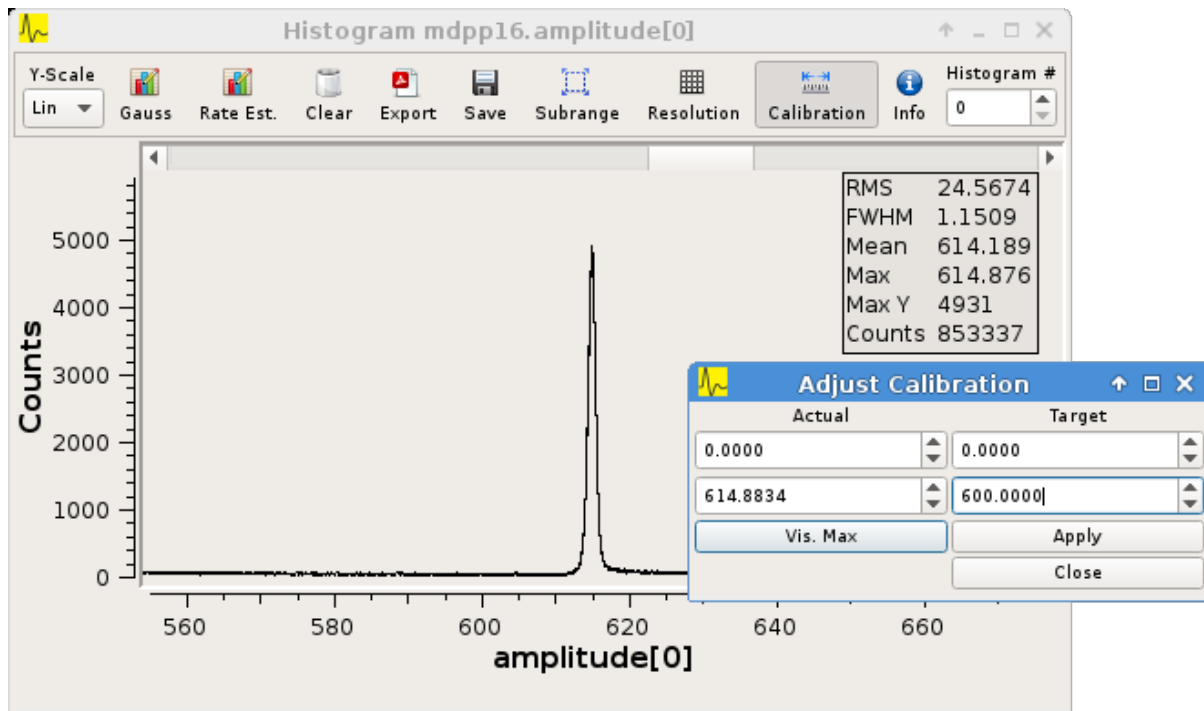 Histogram mdpp16.amplitude[0]
Y-Scale
Lin
Gauss
Rate Est.
Clear
Export
Save
Subrange
Resolution
Calibration
Info
Histogram #
0
RMS 24.5674
FWHM 1.1509
Mean 614.189
Max 614.876
Max Y 4931
Counts 853337
5000
4000
3000
2000
1000
0
Counts
560 580 600 620 640 660
amplitude[0]
Adjust Calibration
Actual Target
0.0000 0.0000
614.8834 600.0000
Vis. Max Apply
Close